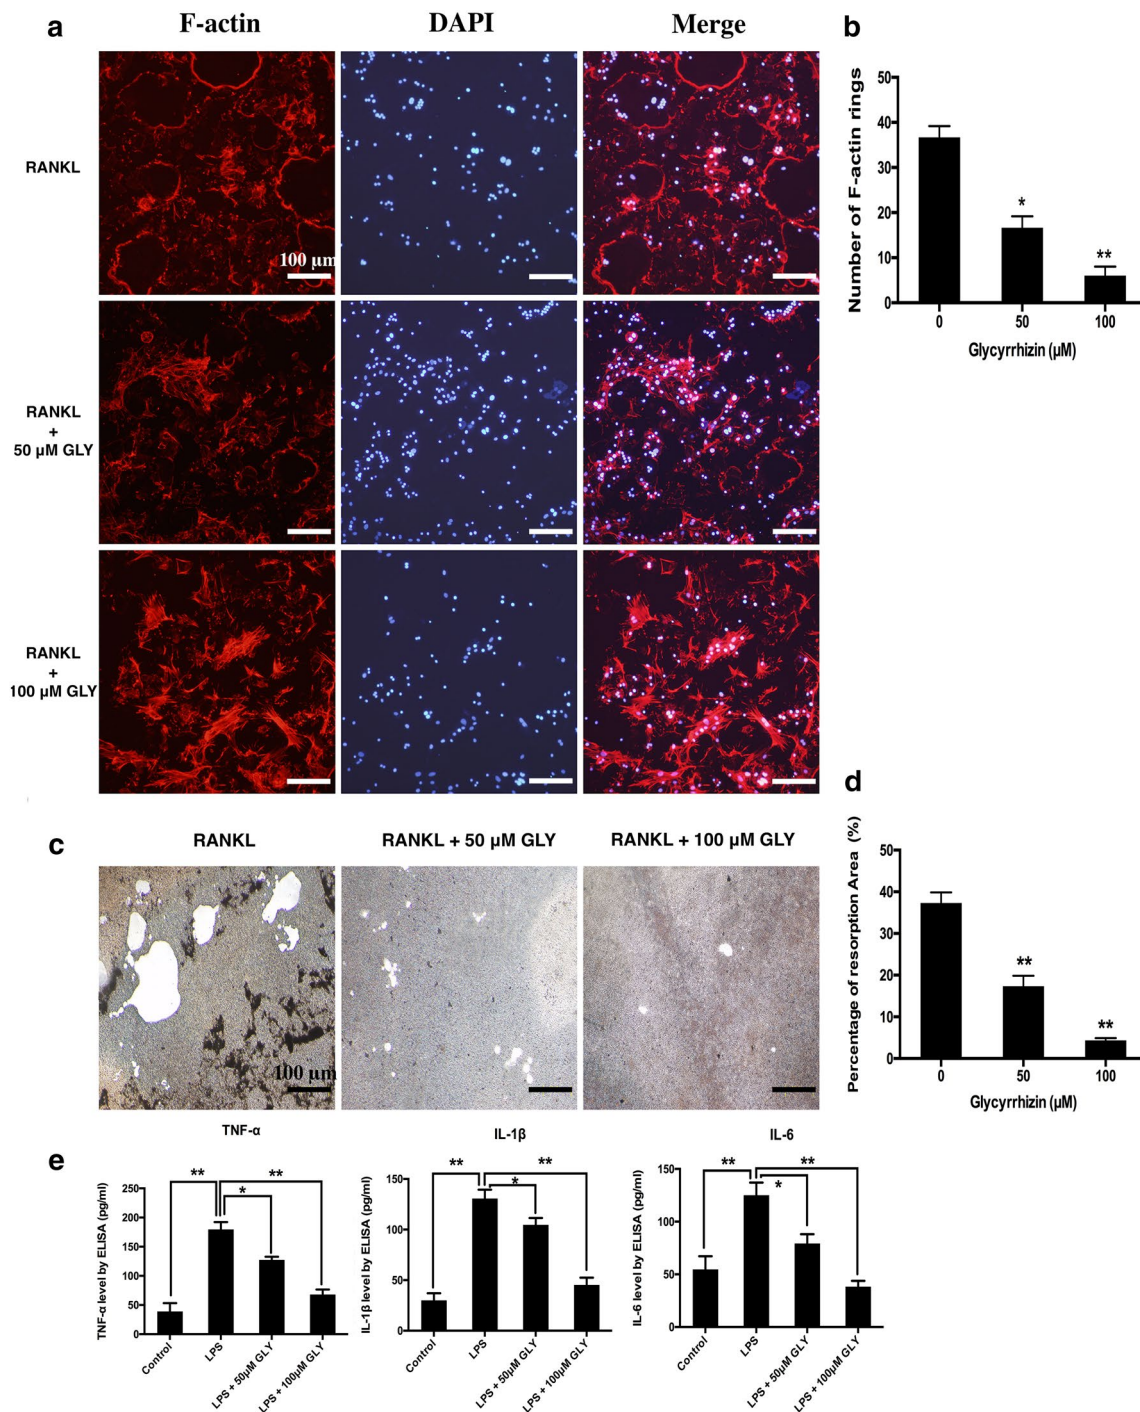 a
F-actin
DAPI
Merge
RANKL
100 µm
RANKL
+
50 µM GLY
RANKL
+
100 µM GLY
b
Number of F-actin rings
50
40
30
20
10
0
*
**
0
50
100
Glycyrrhizin (µM)
c
RANKL
RANKL + 50 µM GLY
RANKL + 100 µM GLY
100 µm
d
Percentage of resorption Area (%)
50
40
30
20
10
0
**
**
0
50
100
Glycyrrhizin (µM)
e
TNF-α
TNF-α level by ELISA (pg/ml)
250
200
150
100
50
0
**
**
*
Control
LPS
LPS + 50µM GLY
LPS + 100µM GLY
IL-1β
IL-1β level by ELISA (pg/ml)
150
100
50
0
**
**
*
Control
LPS
LPS + 50µM GLY
LPS + 100µM GLY
IL-6
IL-6 level by ELISA (pg/ml)
150
100
50
0
**
**
*
Control
LPS
LPS + 50µM GLY
LPS + 100µM GLY